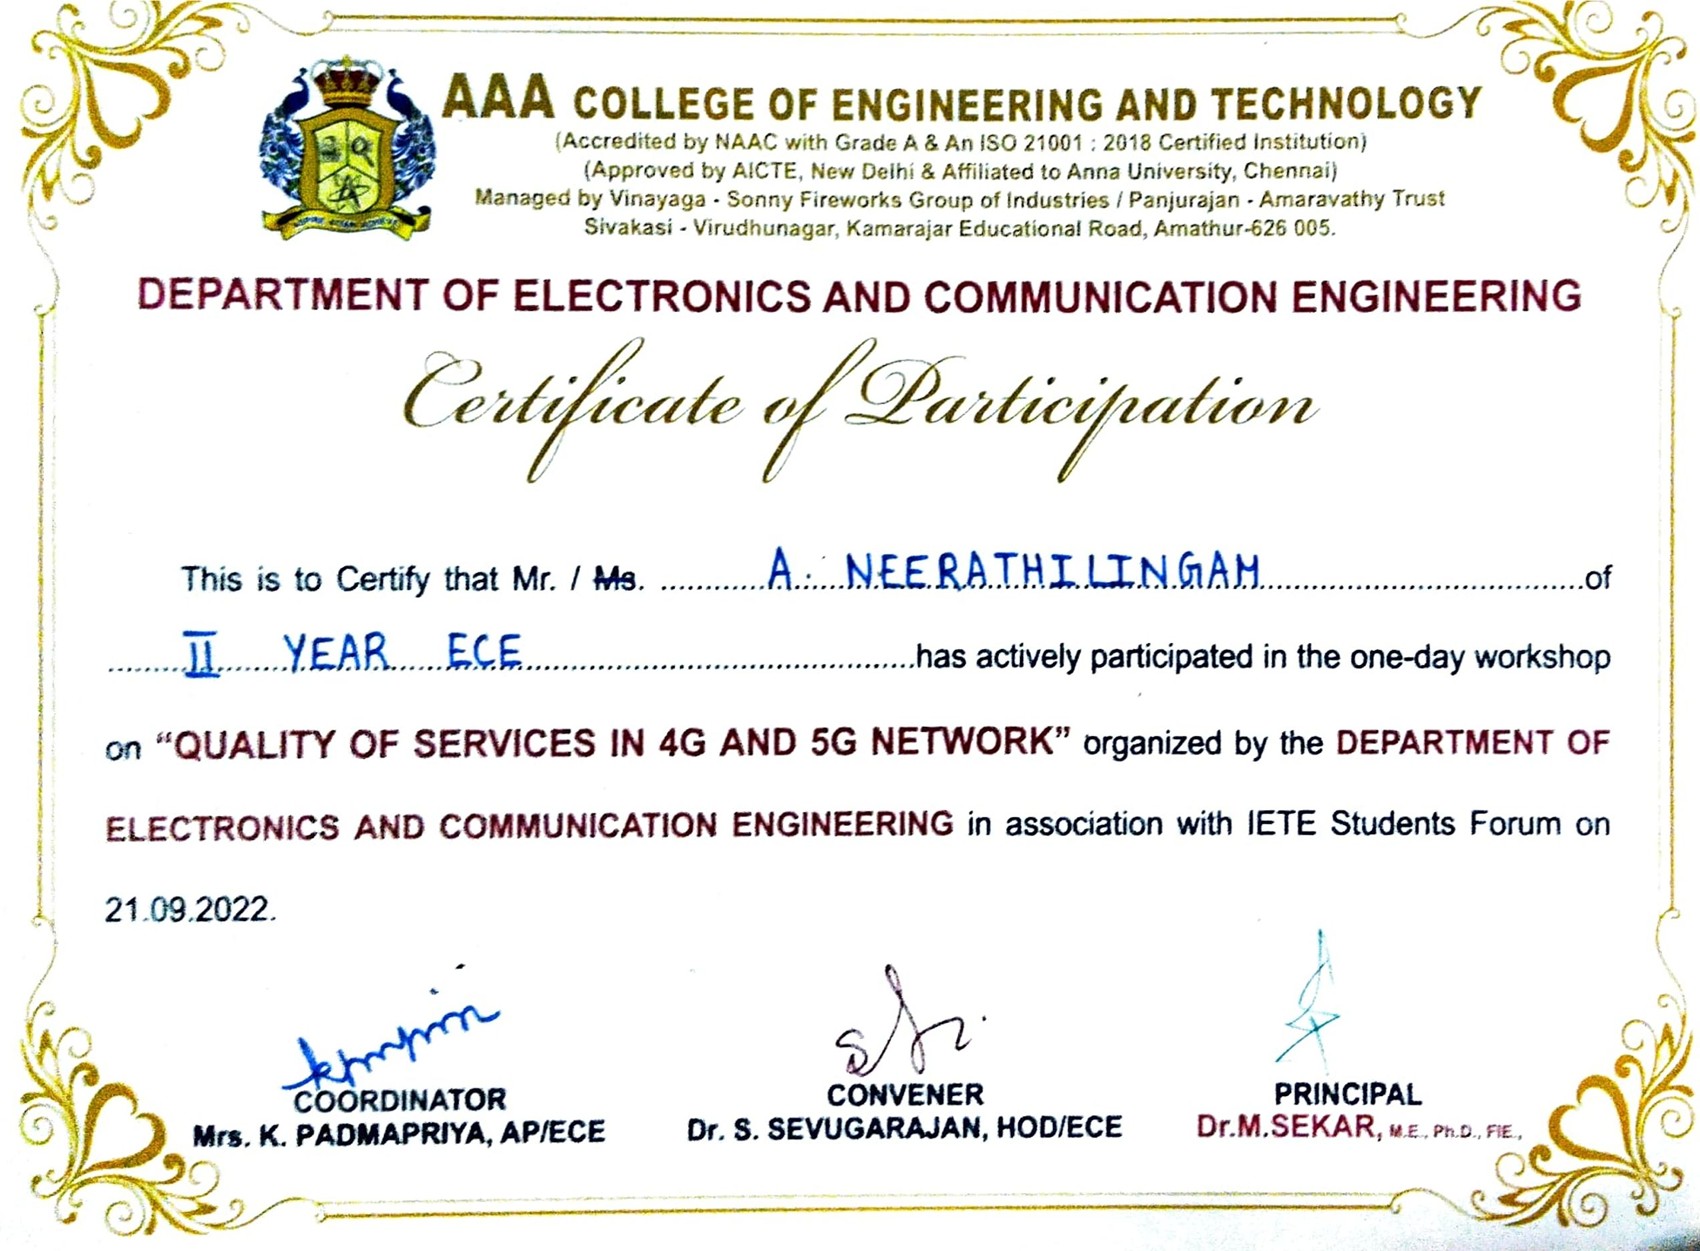 AAA COLLEGE OF ENGINEERING AND TECHNOLOGY
(Accredited by NAAC with Grade A & An ISO 21001 : 2018 Certified Institution)
(Approved by AICTE, New Delhi & Affiliated to Anna University, Chennai)
Managed by Vinayaga - Sonny Fireworks Group of Industries / Panjurajan - Amaravathy Trust
Sivakasi - Virudhunagar, Kamarajar Educational Road, Amathur-626 005.
DEPARTMENT OF ELECTRONICS AND COMMUNICATION ENGINEERING
Certificate of Participation
This is to Certify that Mr. / Ms. ............A. NEERATHILINGAM..............................of
........II YEAR ECE..............................has actively participated in the one-day workshop
on “QUALITY OF SERVICES IN 4G AND 5G NETWORK” organized by the DEPARTMENT OF
ELECTRONICS AND COMMUNICATION ENGINEERING in association with IETE Students Forum on
21.09.2022.
COORDINATOR CONVENER PRINCIPAL
Mrs. K. PADMAPRIYA, AP/ECE Dr. S. SEVUGARAJAN, HOD/ECE Dr.M.SEKAR, M.E., Ph.D., FIE.,